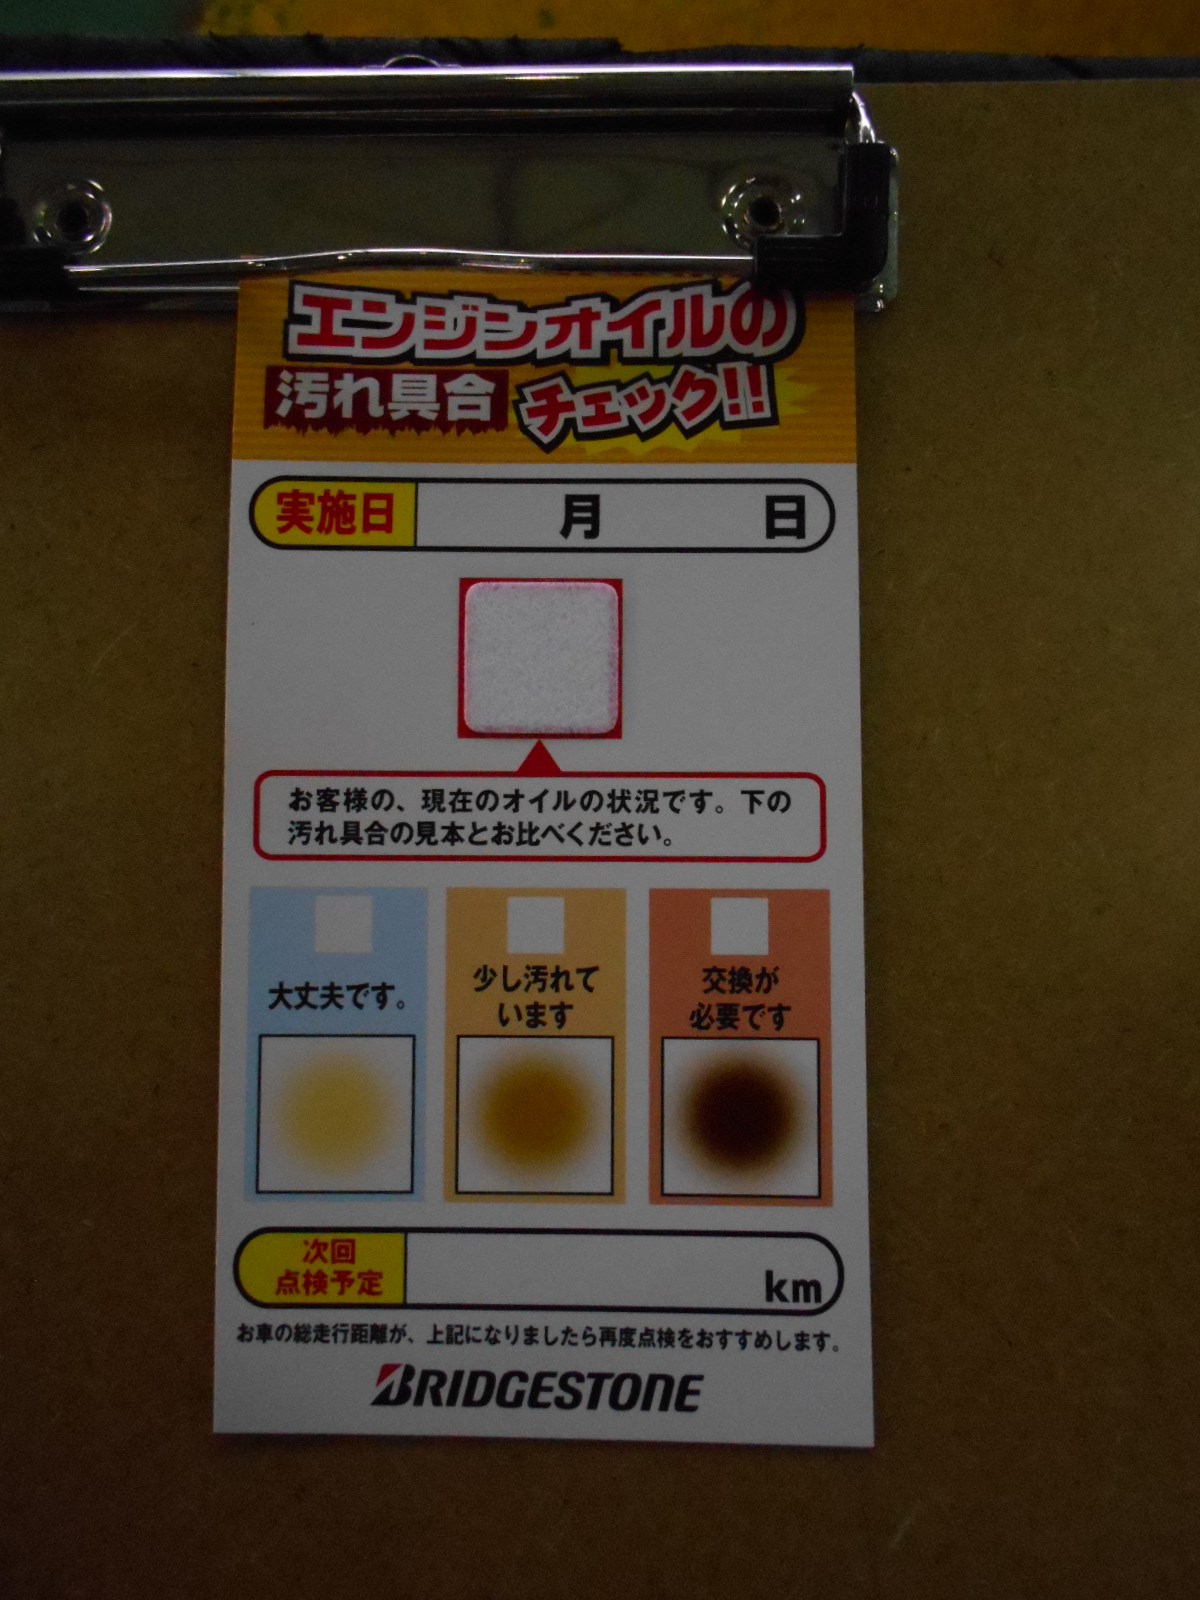 エンジンオイルの
汚れ具合 チェック!!
実施日 月 日
お客様の、現在のオイルの状況です。下の
汚れ具合の見本とお比べください。
大丈夫です。
少し汚れて
います
交換が
必要です
次回
点検予定
km
お車の総走行距離が、上記になりましたら再度点検をおすすめします。
BRIDGESTONE